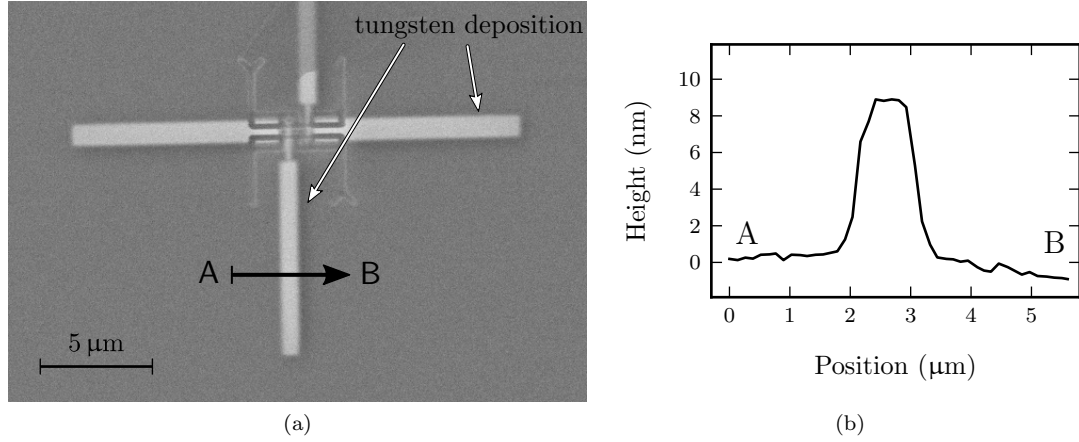 tungsten deposition
A
B
5 µm
(a)
Height (nm)
10
8
6
4
2
0
A
B
0 1 2 3 4 5
Position (µm)
(b)